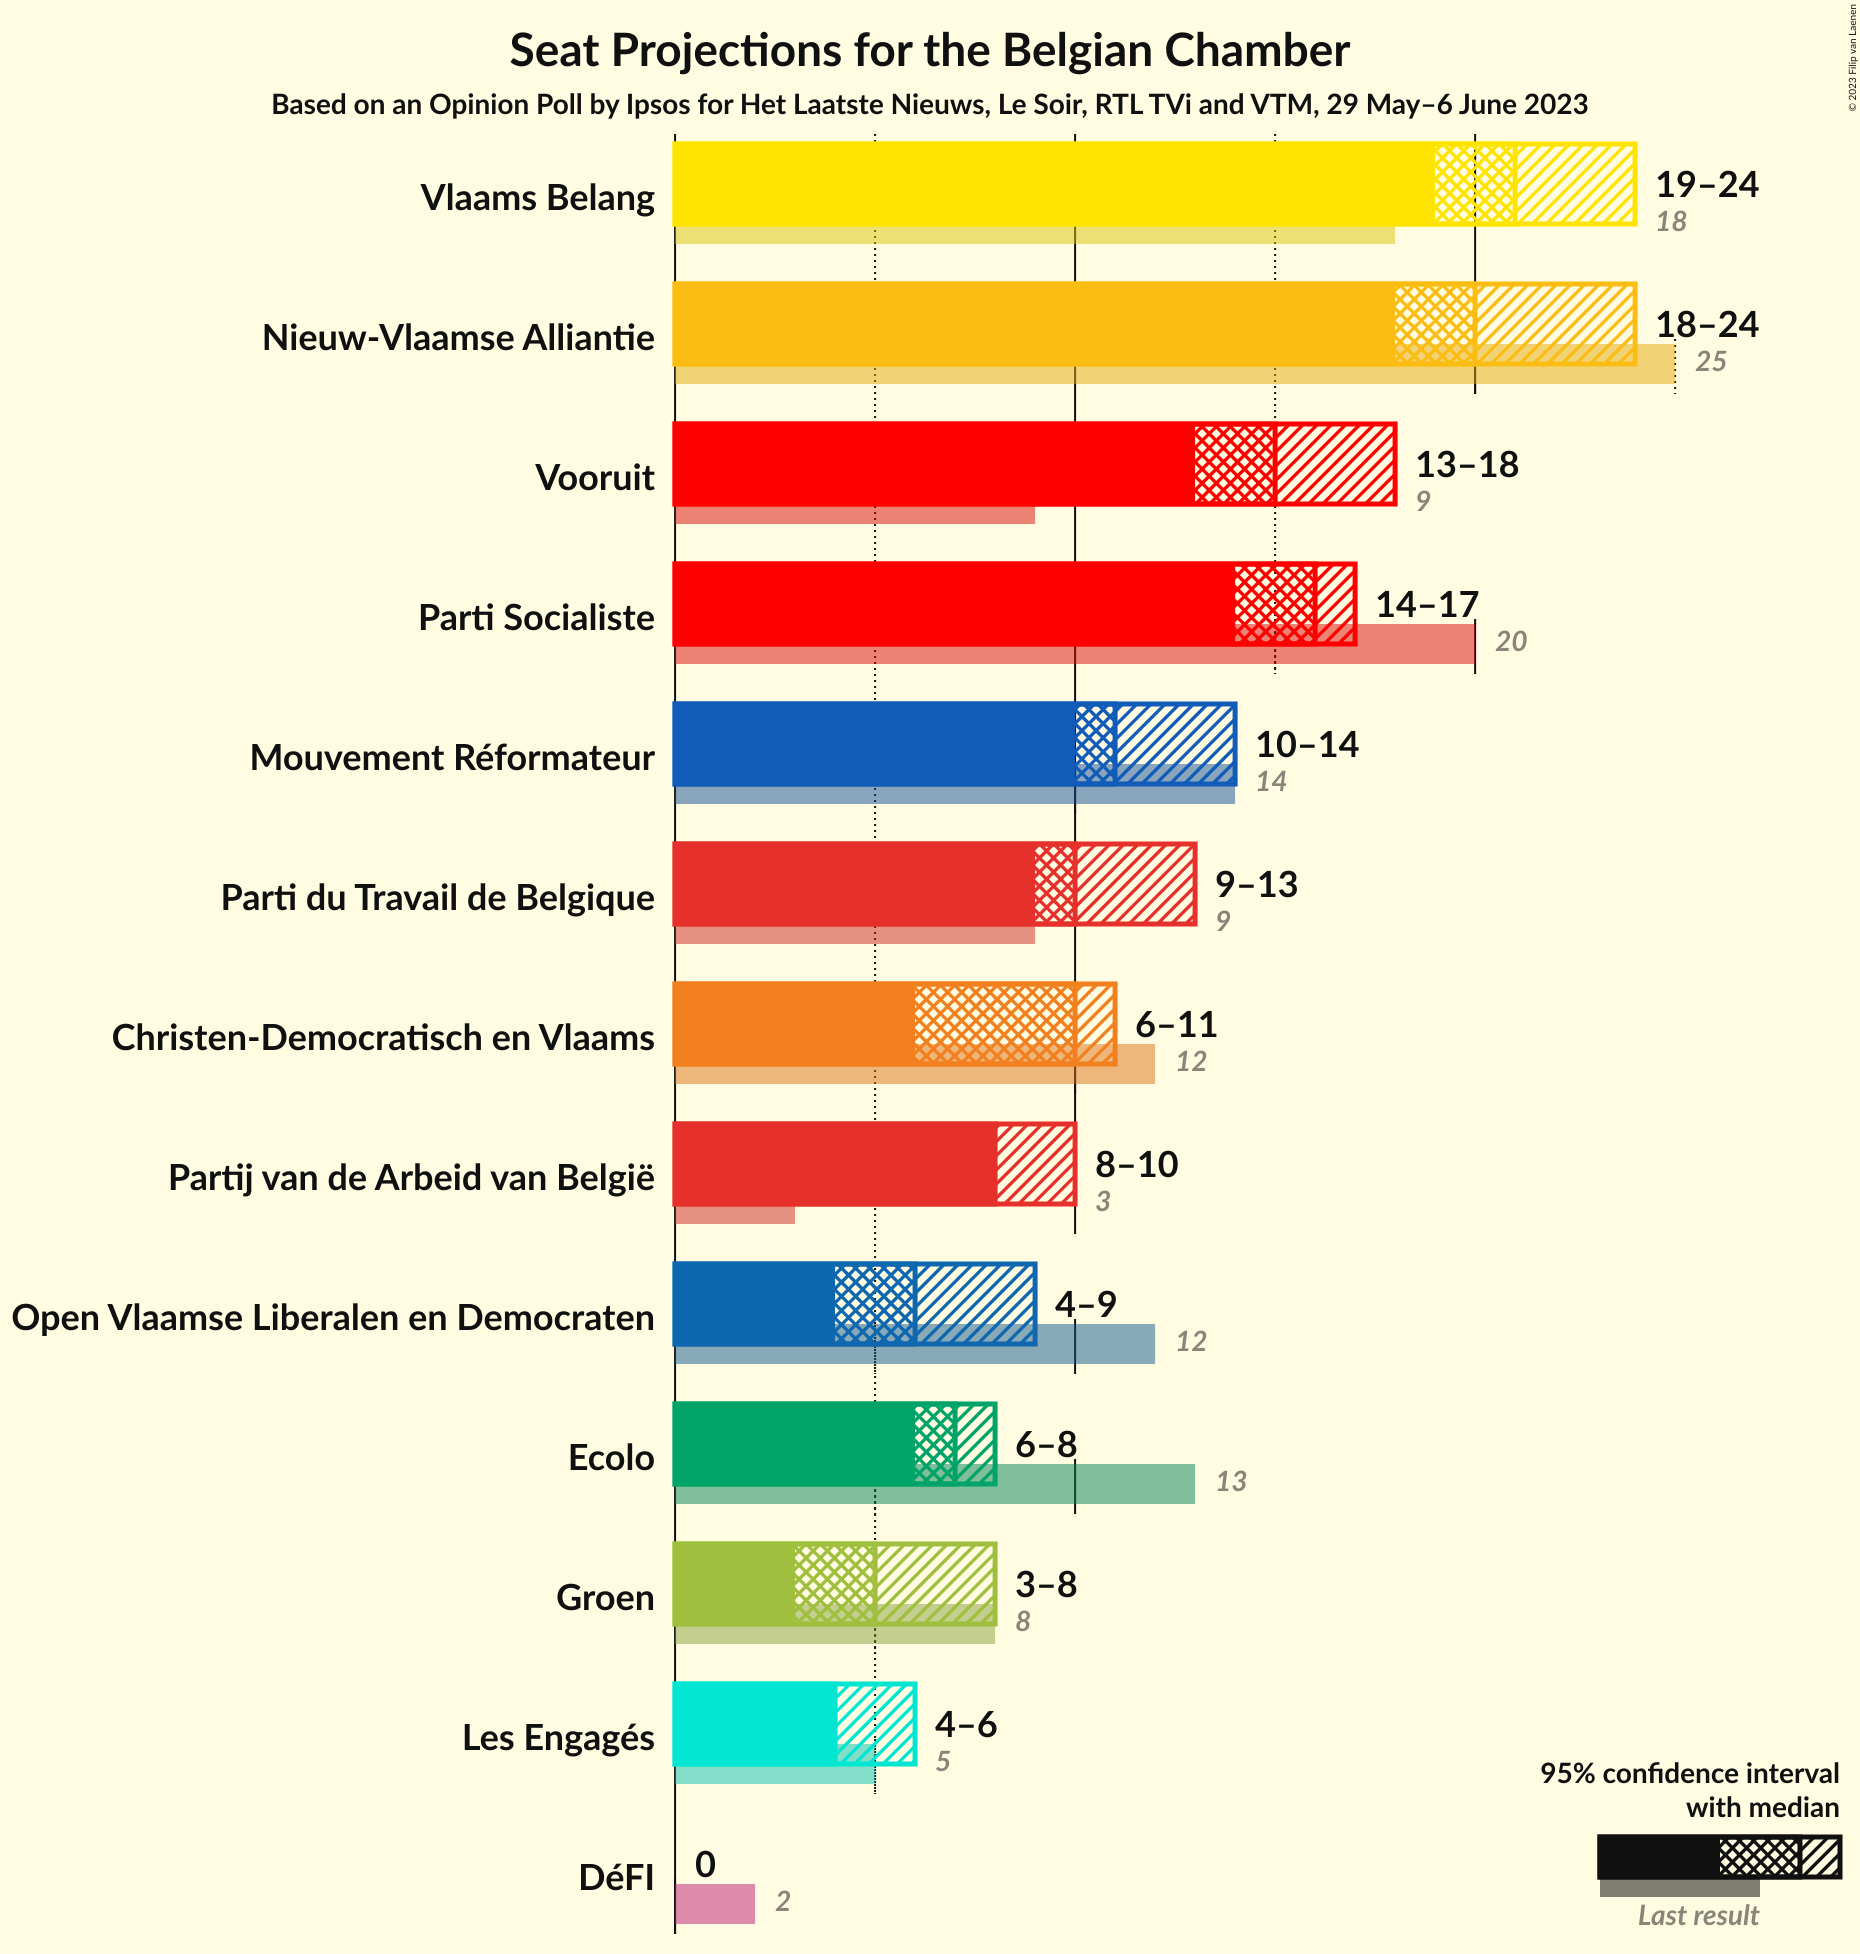 Seat Projections for the Belgian Chamber
Based on an Opinion Poll by Ipsos for Het Laatste Nieuws, Le Soir, RTL TVi and VTM, 29 May–6 June 2023
© 2023 Filip van Laenen
Vlaams Belang
19–24
18
Nieuw-Vlaamse Alliantie
18–24
25
Vooruit
13–18
9
Parti Socialiste
14–17
20
Mouvement Réformateur
10–14
14
Parti du Travail de Belgique
9–13
9
Christen-Democratisch en Vlaams
6–11
12
Partij van de Arbeid van België
8–10
3
Open Vlaamse Liberalen en Democraten
4–9
12
Ecolo
6–8
13
Groen
3–8
8
Les Engagés
4–6
5
DéFI
0
2
95% confidence interval
with median
Last result